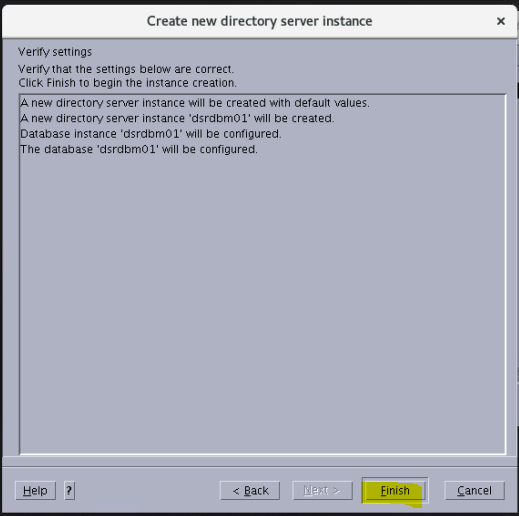 Create new directory server instance
×
Verify settings
Verify that the settings below are correct.
Click Finish to begin the instance creation.
A new directory server instance will be created with default values.
A new directory server instance 'dsrdbm01' will be created.
Database instance 'dsrdbm01' will be configured.
The database 'dsrdbm01' will be configured.
Help ? < Back Next > Finish Cancel